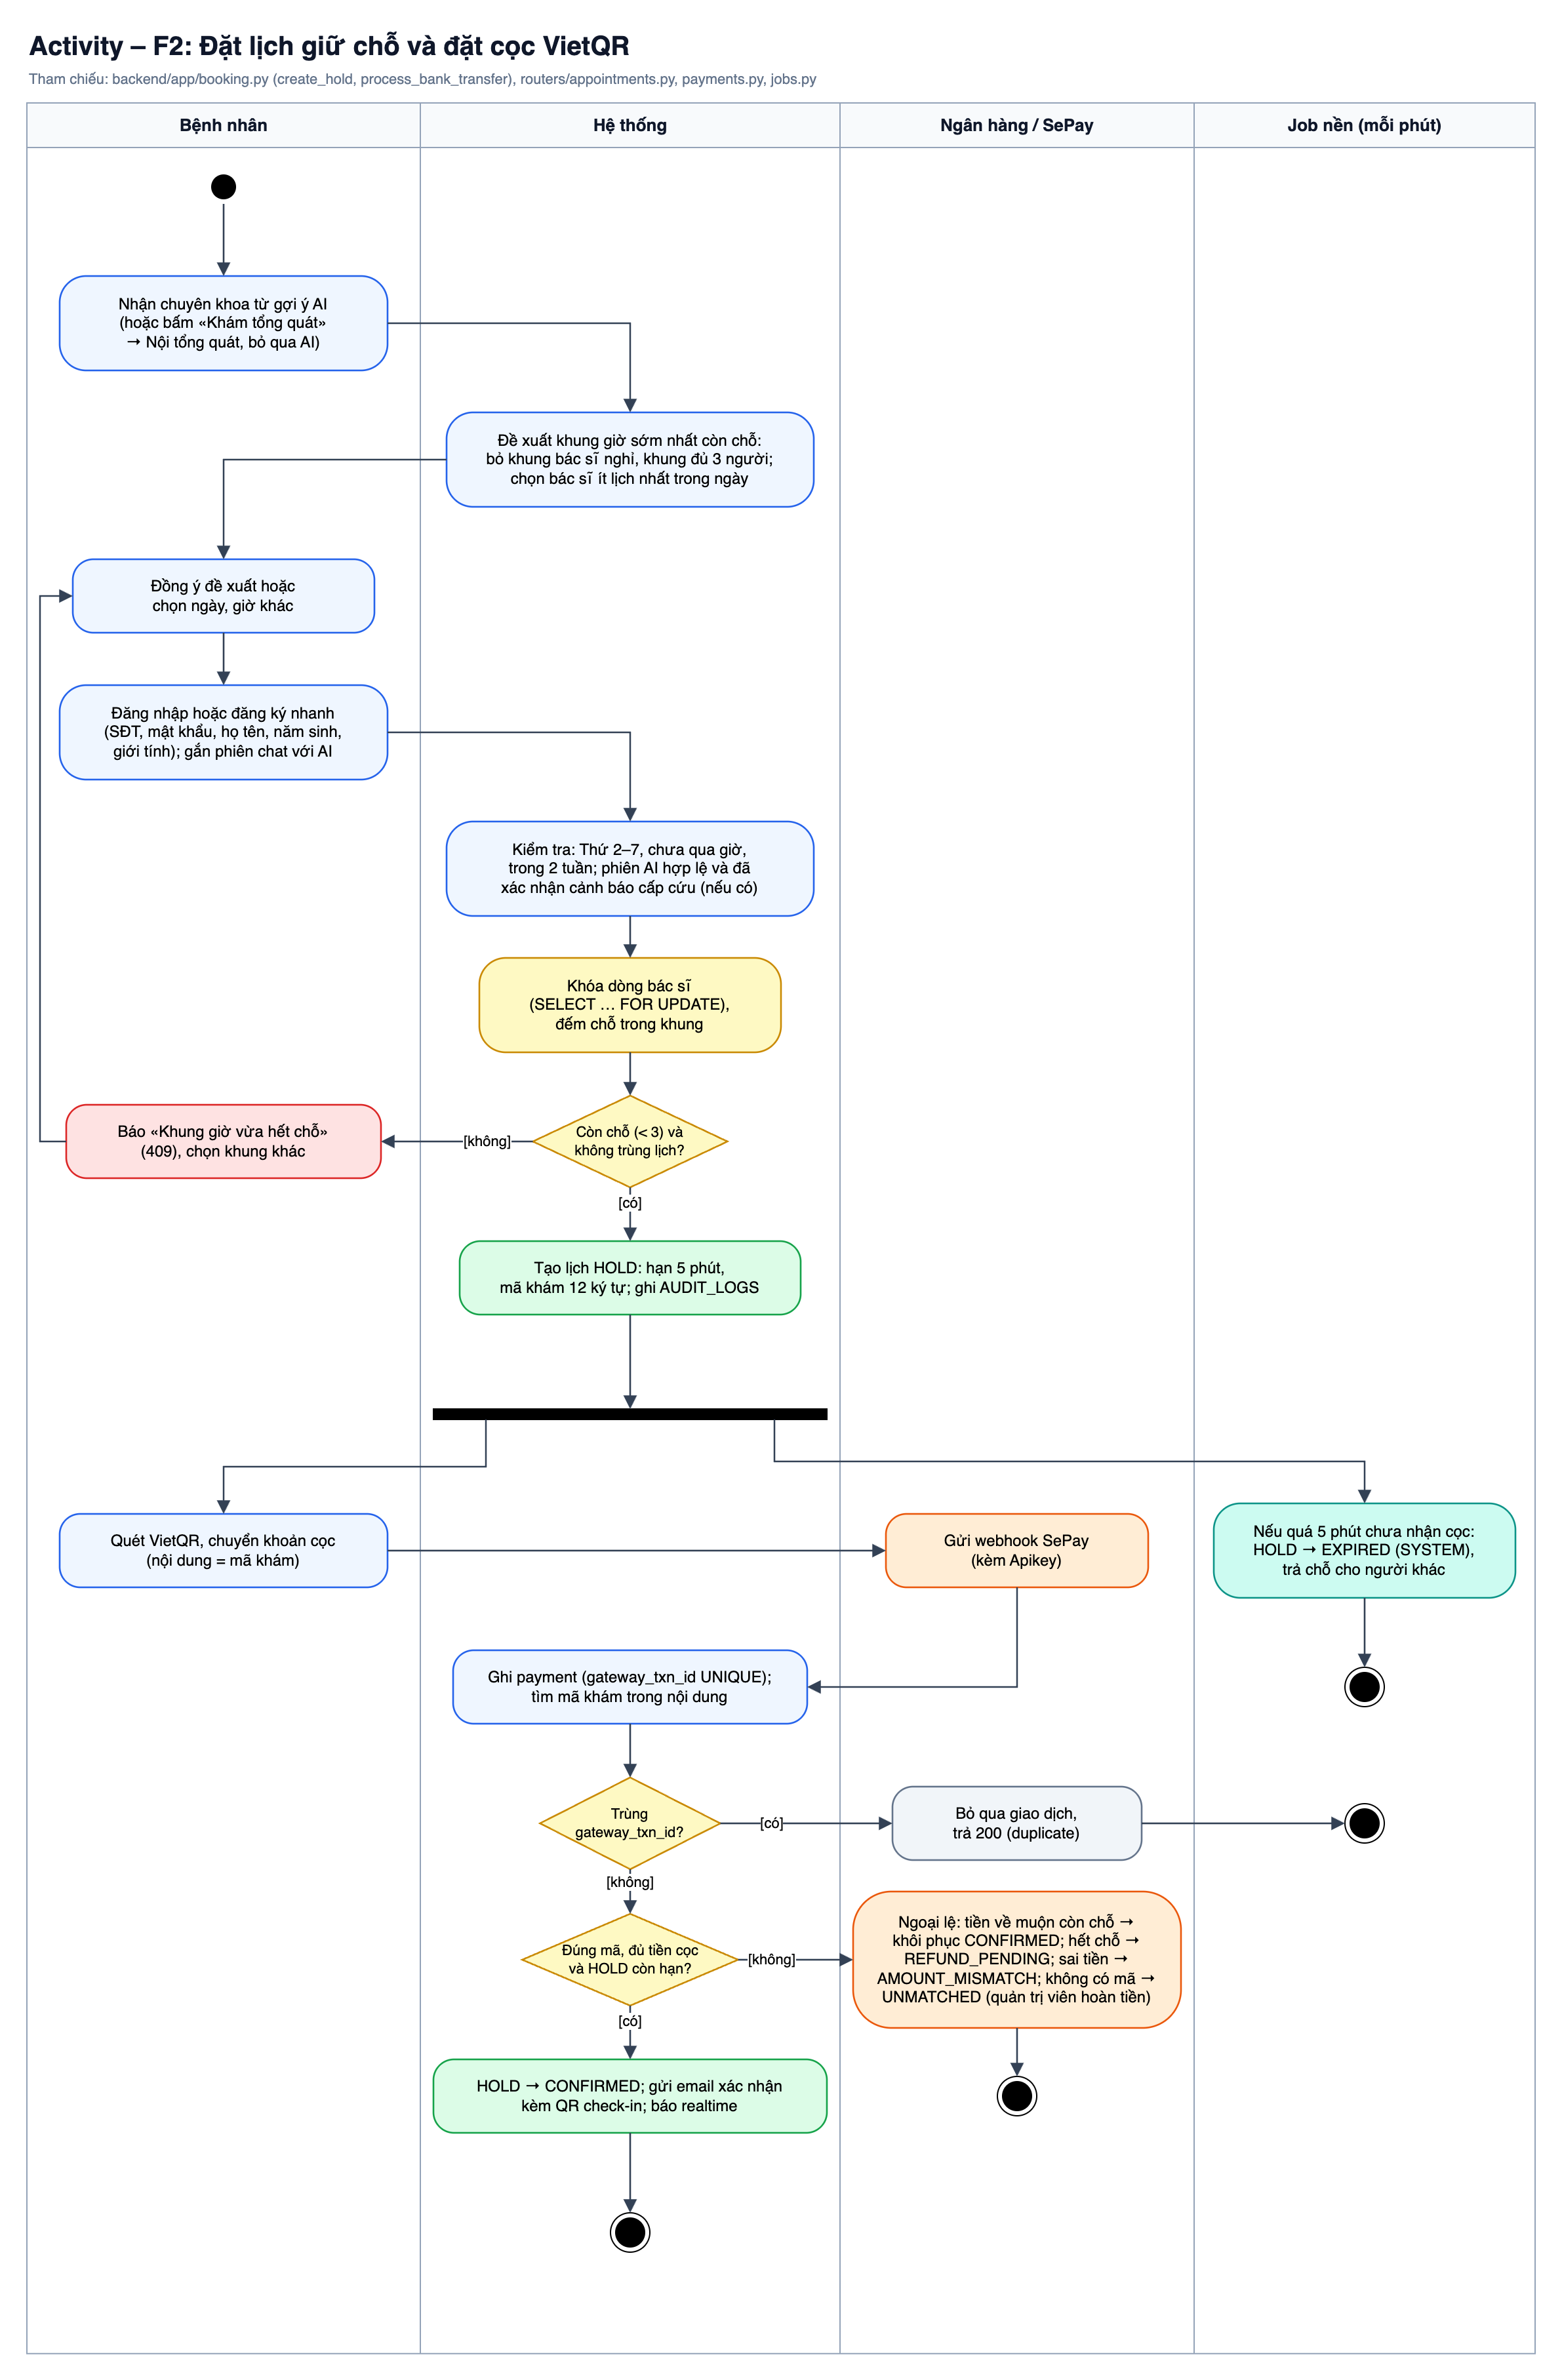 Activity – F2: Đặt lịch giữ chỗ và đặt cọc VietQR
Tham chiếu: backend/app/booking.py (create_hold, process_bank_transfer), routers/appointments.py, payments.py, jobs.py
Bệnh nhân
Hệ thống
Ngân hàng / SePay
Job nền (mỗi phút)
Nhận chuyên khoa từ gợi ý AI
(hoặc bấm «Khám tổng quát»
→ Nội tổng quát, bỏ qua AI)
Đề xuất khung giờ sớm nhất còn chỗ:
bỏ khung bác sĩ nghỉ, khung đủ 3 người;
chọn bác sĩ ít lịch nhất trong ngày
Đồng ý đề xuất hoặc
chọn ngày, giờ khác
Đăng nhập hoặc đăng ký nhanh
(SĐT, mật khẩu, họ tên, năm sinh,
giới tính); gắn phiên chat với AI
Kiểm tra: Thứ 2–7, chưa qua giờ,
trong 2 tuần; phiên AI hợp lệ và đã
xác nhận cảnh báo cấp cứu (nếu có)
Khóa dòng bác sĩ
(SELECT … FOR UPDATE),
đếm chỗ trong khung
Báo «Khung giờ vừa hết chỗ»
(409), chọn khung khác
[không]
Còn chỗ (< 3) và
không trùng lịch?
[có]
Tạo lịch HOLD: hạn 5 phút,
mã khám 12 ký tự; ghi AUDIT_LOGS
Quét VietQR, chuyển khoản cọc
(nội dung = mã khám)
Gửi webhook SePay
(kèm Apikey)
Nếu quá 5 phút chưa nhận cọc:
HOLD → EXPIRED (SYSTEM),
trả chỗ cho người khác
Ghi payment (gateway_txn_id UNIQUE);
tìm mã khám trong nội dung
Trùng
gateway_txn_id?
[có]
Bỏ qua giao dịch,
trả 200 (duplicate)
[không]
Đúng mã, đủ tiền cọc
và HOLD còn hạn?
[không]
Ngoại lệ: tiền về muộn còn chỗ →
khôi phục CONFIRMED; hết chỗ →
REFUND_PENDING; sai tiền →
AMOUNT_MISMATCH; không có mã →
UNMATCHED (quản trị viên hoàn tiền)
[có]
HOLD → CONFIRMED; gửi email xác nhận
kèm QR check-in; báo realtime